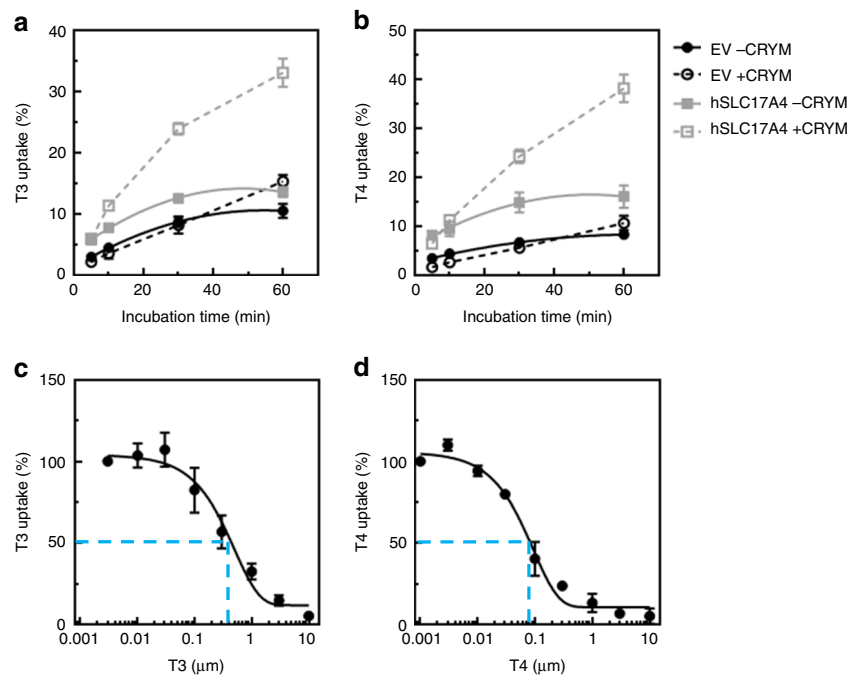 a
T3 uptake (%)
40
30
20
10
0
0 20 40 60
Incubation time (min)
b
T4 uptake (%)
50
40
30
20
10
0
0 20 40 60
Incubation time (min)
EV –CRYM
EV +CRYM
hSLC17A4 –CRYM
hSLC17A4 +CRYM
c
T3 uptake (%)
150
100
50
0
0.001 0.01 0.1 1 10
T3 (μm)
d
T4 uptake (%)
150
100
50
0
0.001 0.01 0.1 1 10
T4 (μm)